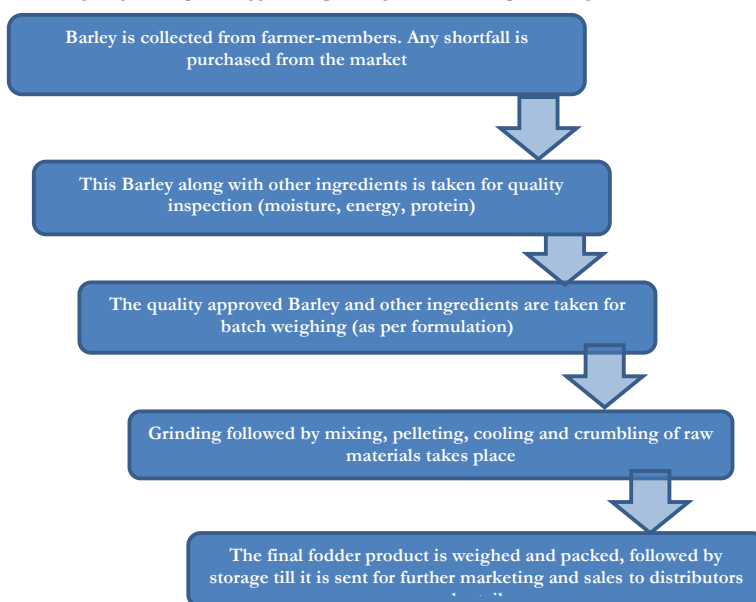 Barley is collected from farmer-members. Any shortfall is
purchased from the market
This Barley along with other ingredients is taken for quality
inspection (moisture, energy, protein)
The quality approved Barley and other ingredients are taken for
batch weighing (as per formulation)
Grinding followed by mixing, pelleting, cooling and crumbling of raw
materials takes place
The final fodder product is weighed and packed, followed by
storage till it is sent for further marketing and sales to distributors